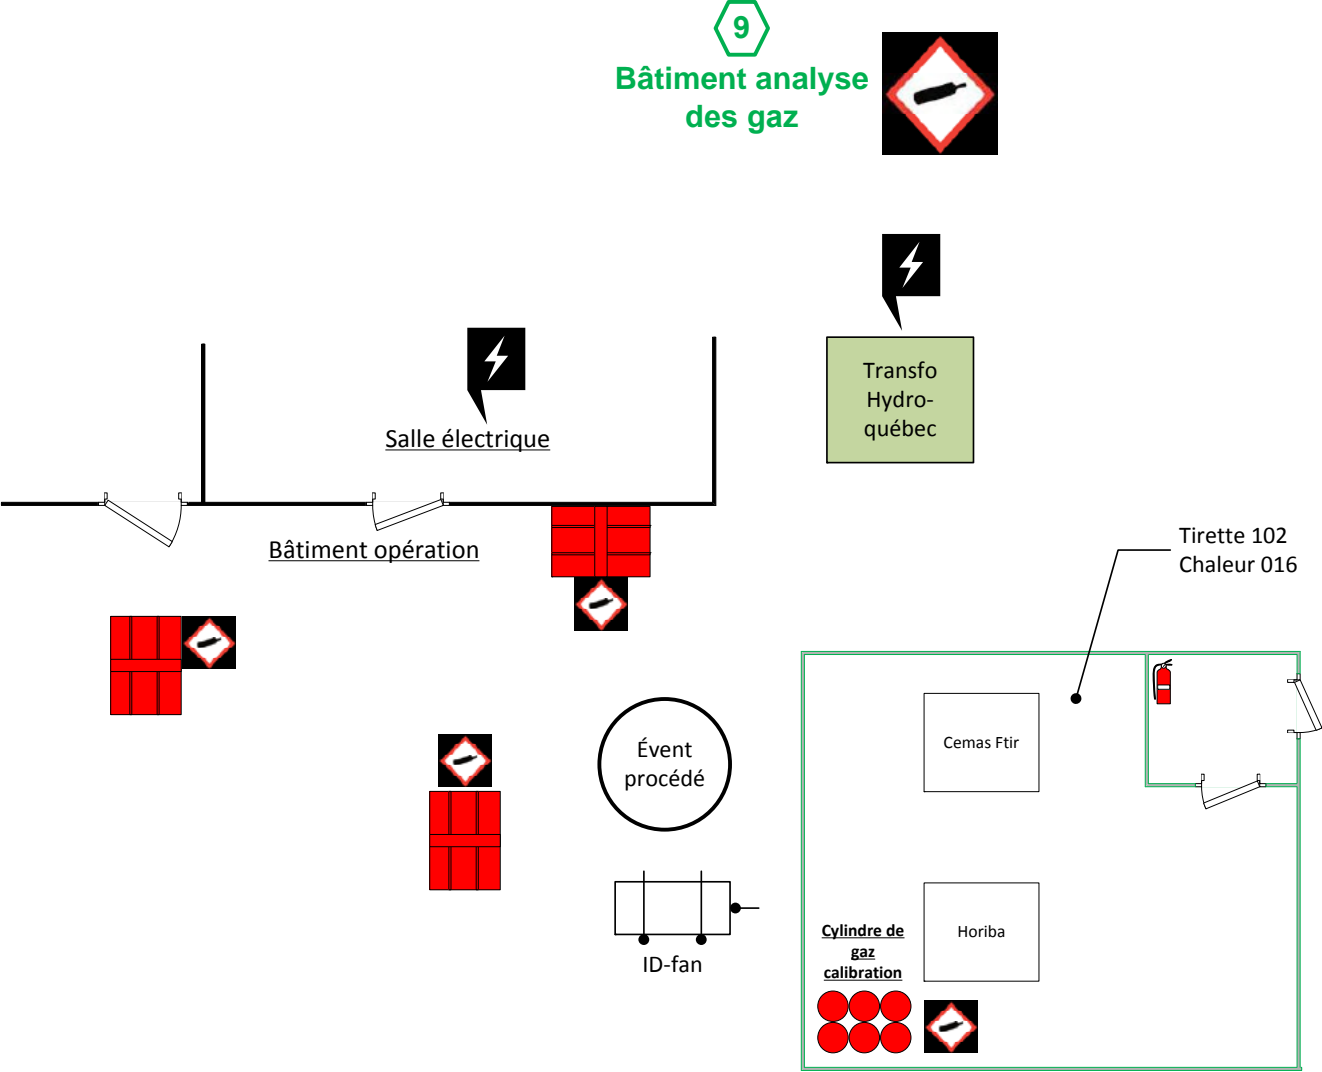 9
Bâtiment analyse
des gaz
Transfo
Hydro-
québec
Salle électrique
Bâtiment opération
Tirette 102
Chaleur 016
Évent
procédé
Cemas Ftir
ID-fan
Horiba
Cylindre de
gaz
calibration